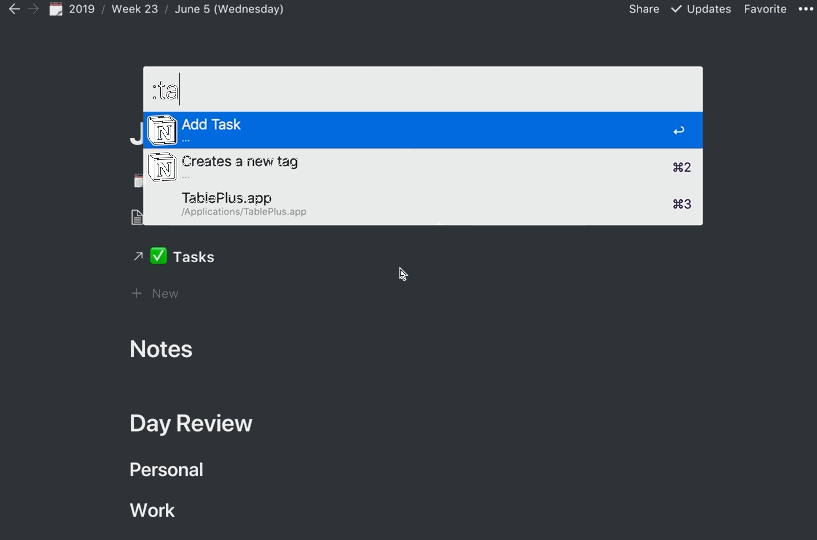 2019 / Week 23 / June 5 (Wednesday)
Share Updates Favorite
:ta
J
Add Task
...
Creates a new tag ⌘2
...
TablePlus.app ⌘3
/Applications/TablePlus.app
Tasks
New
Notes
Day Review
Personal
Work